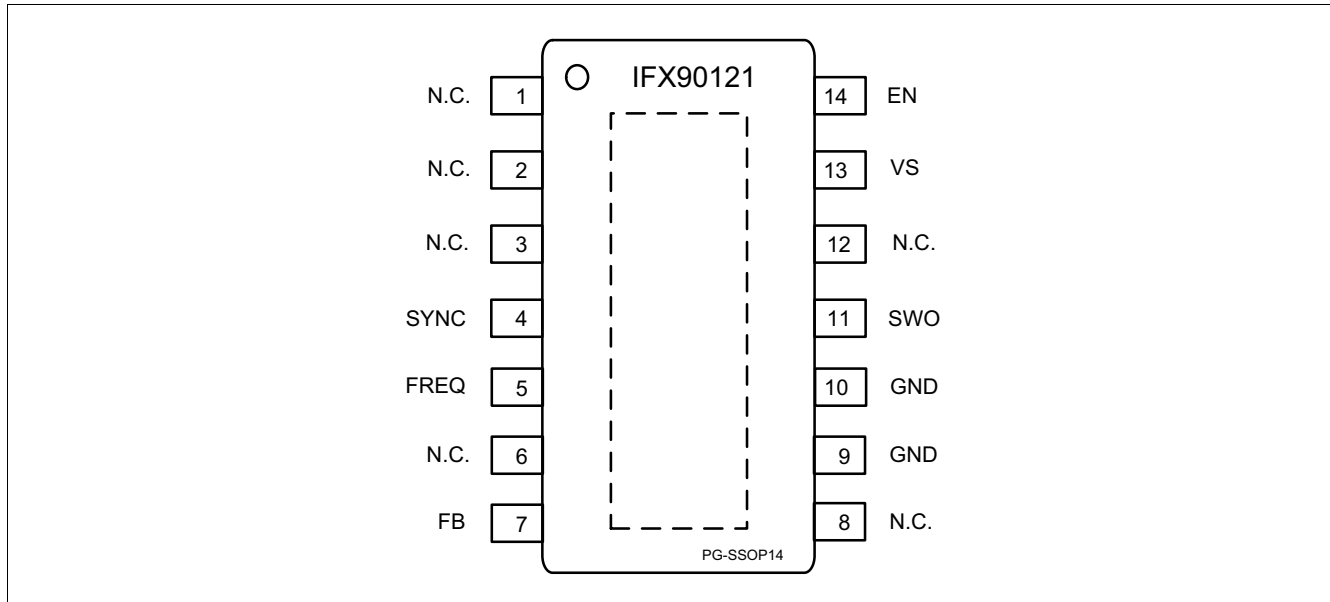 IFX90121
N.C. 1 14 EN
N.C. 2 13 VS
N.C. 3 12 N.C.
SYNC 4 11 SWO
FREQ 5 10 GND
N.C. 6 9 GND
FB 7 8 N.C.
PG-SSOP14